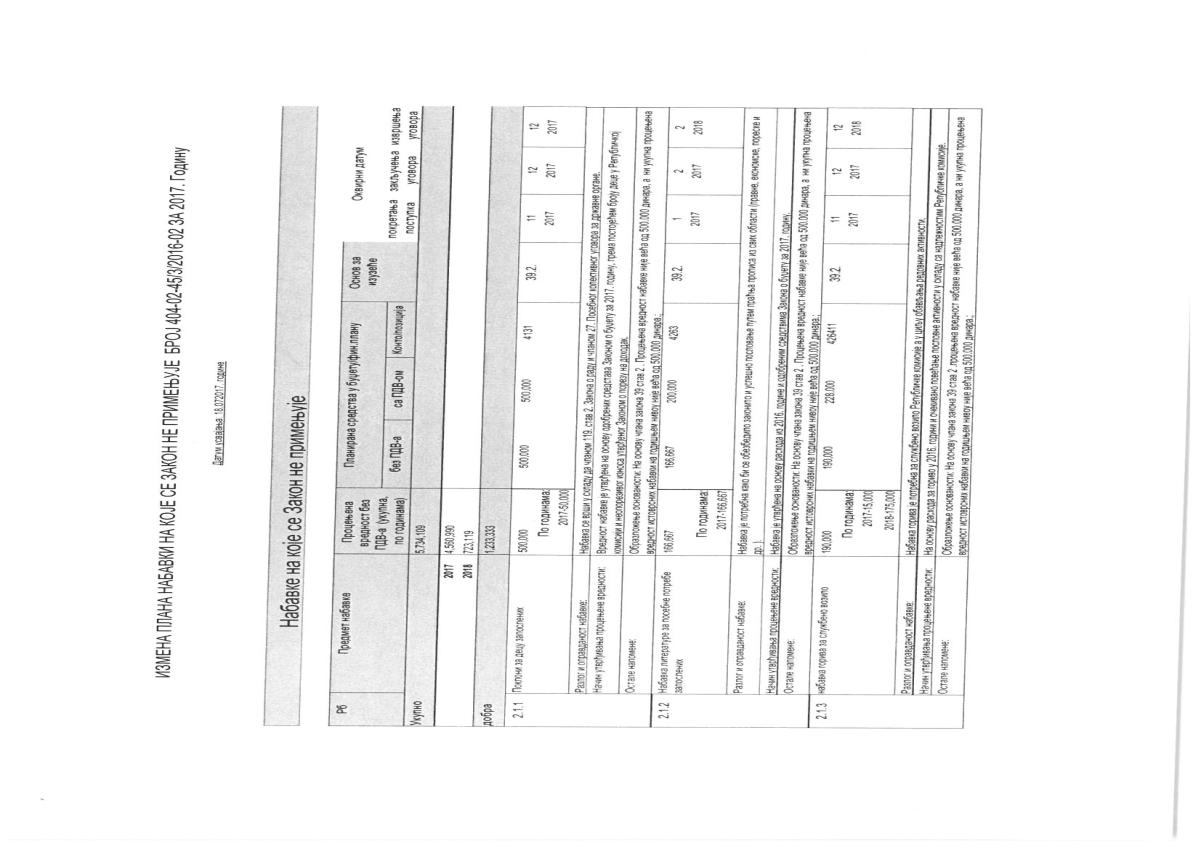 ИЗМЕНА ПЛАНА НАБАВКИ НА КОЈЕ СЕ ЗАКОН НЕ ПРИМЕЊУЈЕ БРОЈ 404-02-45/3/2016-02 ЗА 2017. ГОДИНУ
Датум усвајања: 18.072017. године
Набавке на које се Закон не примењује
Рб
Предмет набавке
Процењена
вредност без
ПДВ-а (укупна,
по годинама)
Планирана средства у буџету/фин.плану
без ПДВ-а
са ПДВ-ом
Контопозиција
Основ за
изузеће
Оквирни датум
покретања закључења извршења
поступка уговора уговора
Укупно
5,794,109
2017 4,560,990
2018 723,119
добра
1,233,333
2.1.1
Поклони за децу запослених
500,000
По годинама:
2017-50,000
500,000
500,000
4131
39.2.
11
2017
12
2017
12
2017
Разлог и оправданост набавке:
Набавка се врши у складу да чланом 119. став 2. Закона о раду и чланом 27. Посебног колективног уговора за државне органе.
Начин утврђивања процењене вредности:
Вредност набавке је утврђена на основу одобрених средстава Законом о буџету за 2017. годину, према постојећем броју деце у Републичкој
комисији и неопорезивог износа утврђеног Законом о порезу на доходак.
Остале напомене:
Образложење основаности: На основу члана закона 39 став 2 . Процењена вредност набавке није већа од 500.000 динара, а ни укупна процењена
вредност истоврсних набавки на годишњем нивоу није већа од 500.000 динара.;
2.1.2
Набавка литературе за посебне потребе
запослених
166,667
По годинама:
2017-166,667
166,667
200,000
4263
39.2.
1
2017
2
2017
2
2018
Разлог и оправданост набавке:
Набавка је потребна како би се обезбедило законито и успешно пословање путем праћња прописа из свих области (правне, економске, пореске и
др. ).
Начин утврђивања процењене вредности:
Набавка је утврђена на основу расхода из 2016. године и одобреним средствима Закона о буџету за 2017. годину.
Остале напомене:
Образложење основаности: На основу члана закона 39 став 2 . Процењена вредност набавке није већа од 500.000 динара, а ни укупна процењена
вредност истоврсних набавки на годишњем нивоу није већа од 500.000 динара.;
2.1.3
набавка горива за службено возило
190,000
По годинама:
2017-15,000
2018-175,000
190,000
228,000
426411
39.2.
11
2017
12
2017
12
2018
Разлог и оправданост набавке:
Набавка горива је потребна за службено возило Републичке комисије а у циљу обављања редовних активности.
Начин утврђивања процењене вредности:
На основу расхода за гориво у 2016. години и очекивано повећање пословне активности у складу са надлежностим Републичке комисије.
Остале напомене:
Образложење основаности: На основу члана закона 39 став 2. процењена вредност набавке није већа од 500.000 динара, а ни укупна процењена
вредност истоврсних набавки на годишњем нивоу није већа од 500.000 динара.;